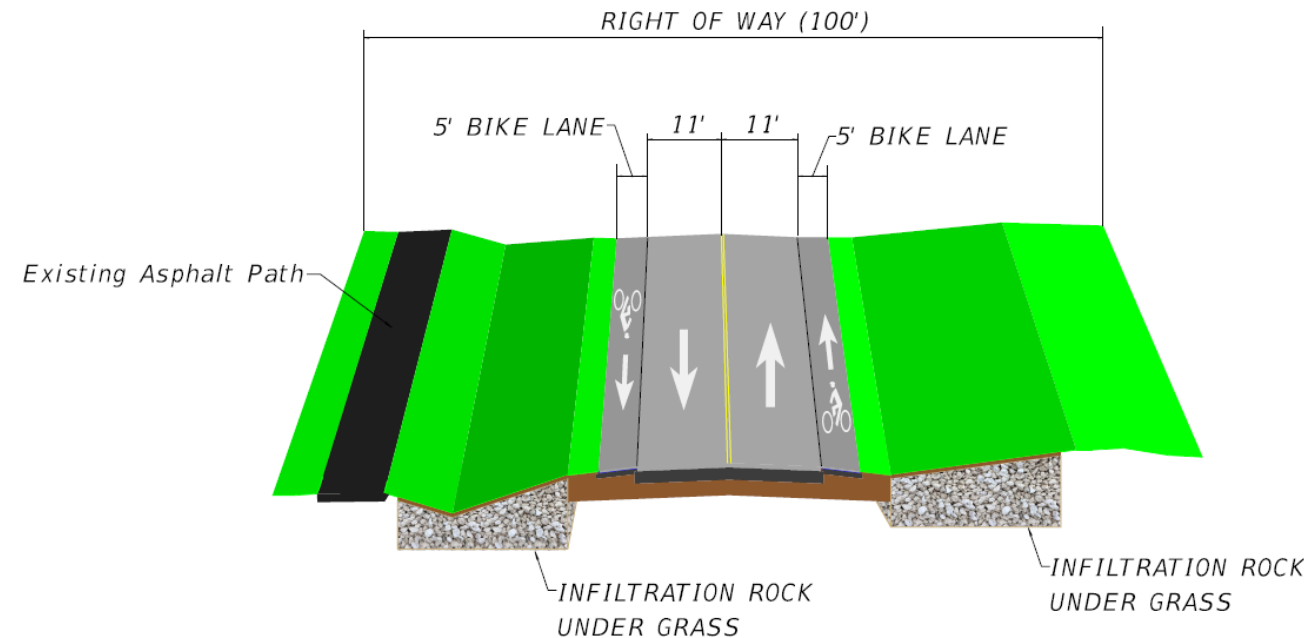 RIGHT OF WAY (100')
5' BIKE LANE
11'
11'
5' BIKE LANE
Existing Asphalt Path
INFILTRATION ROCK
UNDER GRASS
INFILTRATION ROCK
UNDER GRASS